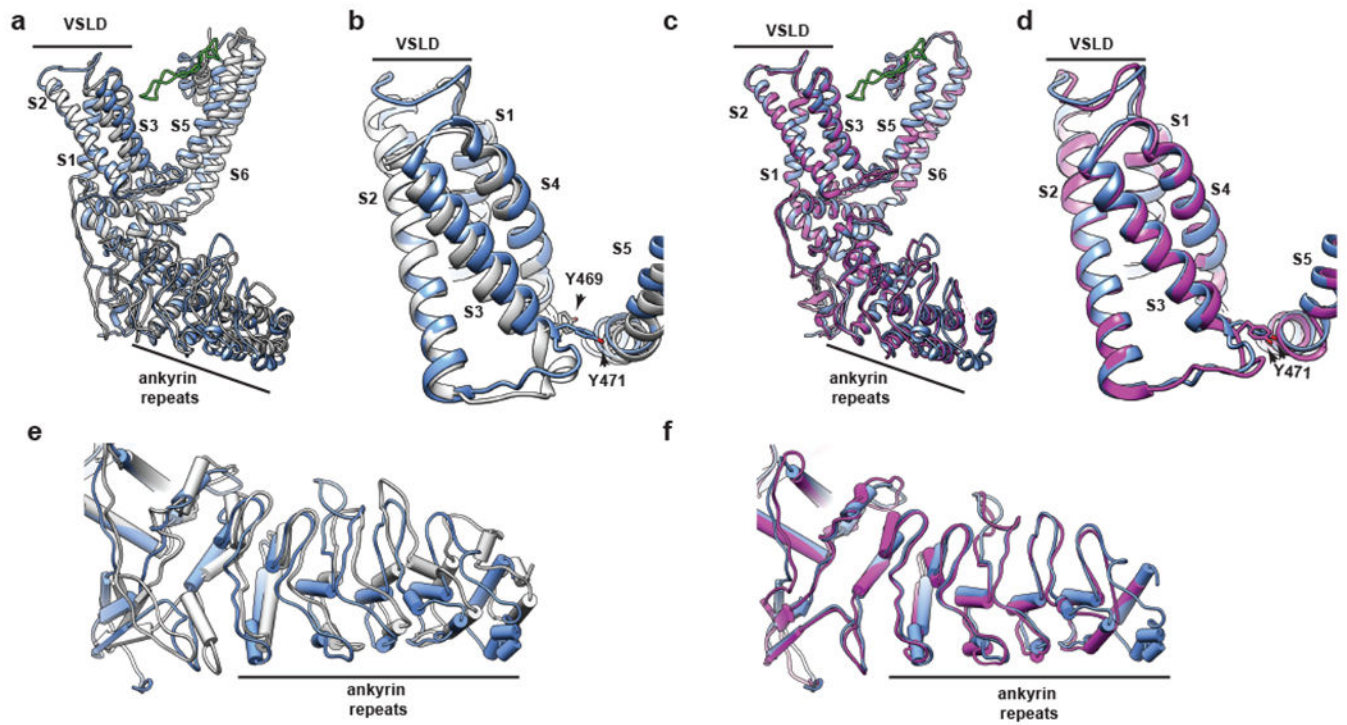 a
VSLD
S2
S3
S5
S1
S6
ankyrin
repeats
b
VSLD
S1
S2
S4
S5
Y469
S3
Y471
c
VSLD
S2
S3
S5
S1
S6
ankyrin
repeats
d
VSLD
S1
S2
S4
S5
S3
Y471
e
ankyrin
repeats
f
ankyrin
repeats